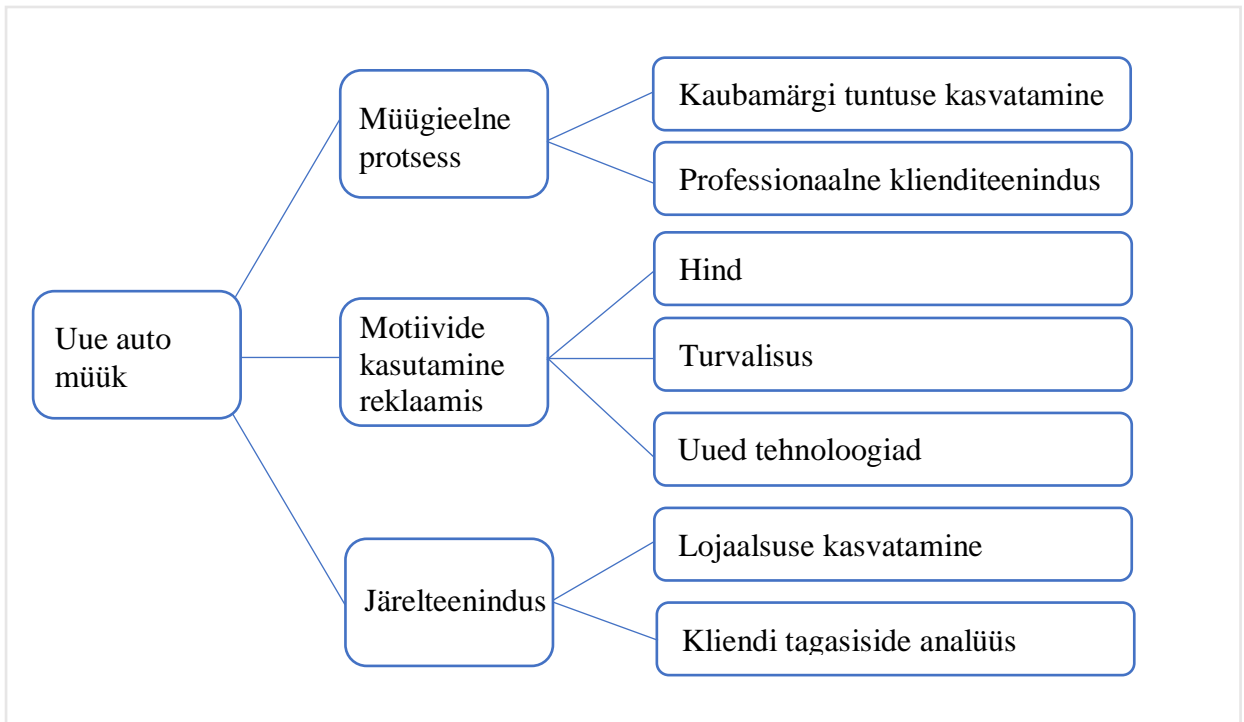 Uue auto
müük
Müügieelne
protsess
Kaubamärgi tuntuse kasvatamine
Professionaalne klienditeenindus
Motiivide
kasutamine
reklaamis
Hind
Turvalisus
Uued tehnoloogiad
Järelteenindus
Lojaalsuse kasvatamine
Kliendi tagasiside analüüs